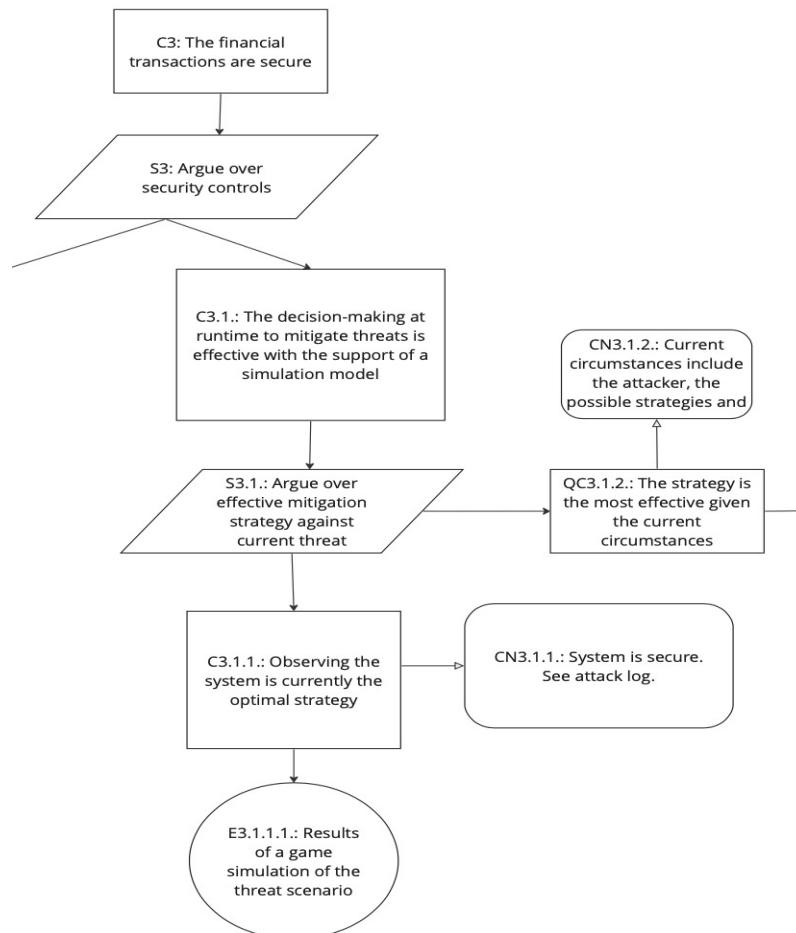 C3: The financial
transactions are secure
S3: Argue over
security controls
C3.1.: The decision-making at
runtime to mitigate threats is
effective with the support of a
simulation model
CN3.1.2.: Current
circumstances include
the attacker, the
possible strategies and
S3.1.: Argue over
effective mitigation
strategy against
current threat
QC3.1.2.: The strategy is
the most effective given
the current
circumstances
C3.1.1.: Observing the
system is currently the
optimal strategy
CN3.1.1.: System is secure.
See attack log.
E3.1.1.1.: Results
of a game
simulation of the
threat scenario